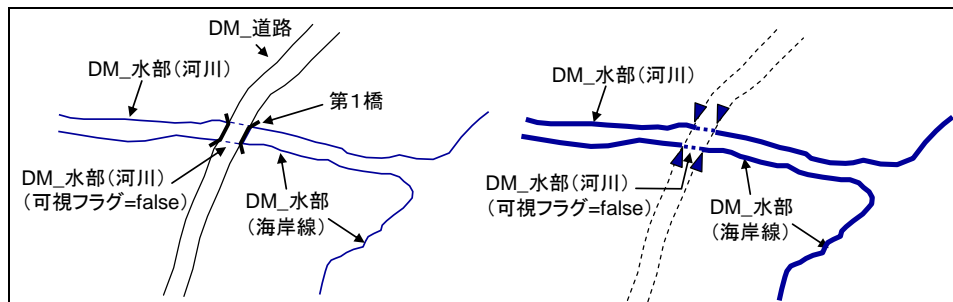 DM_道路
DM_水部(河川)
第1橋
DM_水部(河川)
(可視フラグ=false)
DM_水部
(海岸線)
DM_水部(河川)
DM_水部(河川)
(可視フラグ=false)
DM_水部
(海岸線)